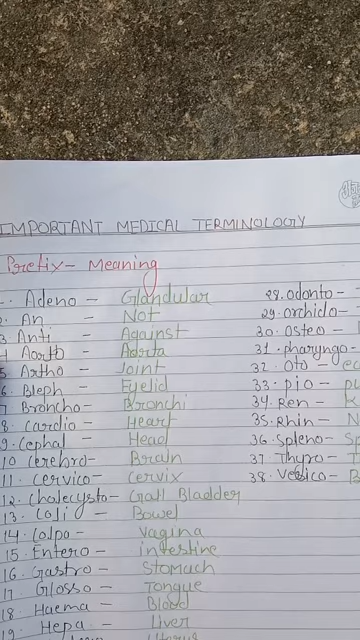 IMPORTANT MEDICAL TERMINOLOGY
Prefix - Meaning
1. Adeno - Glandular
2 An - Not
3 Anti - Against
4 Aorto - Aorta
5 Artho - Joint
6. Bleph - Eyelid
7 Broncho - Bronchi
8. cardio - Heart
9. Cephal - Head
10 Cerebro - Brain
11. Cervico - Cervix
12. Cholecysto - Gall Bladder
13. Coli - Bowel
14. Colpo - Vagina
15. Entero - intestine
16. Gastro - Stomach
17 Glosso - Tongue
18. Haema - Blood
19. Hepa - Liver
Uterus
28. odonto -
29. orchido -
30. Osteo -
31. pharyngo -
32. Oto -
33. pio -
34. Ren -
35. Rhin - N
36. Spleno - Sp
37. Thyro - T
38. Vesico - B